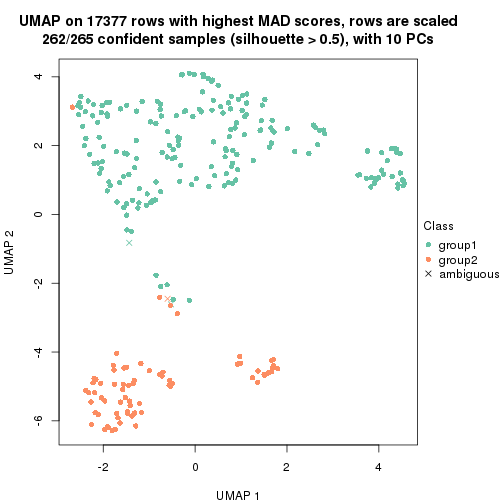 UMAP on 17377 rows with highest MAD scores, rows are scaled
262/265 confident samples (silhouette > 0.5), with 10 PCs
4
2
0
-2
-4
-6
UMAP 2
-2
0
2
4
UMAP 1
Class
group1
group2
ambiguous